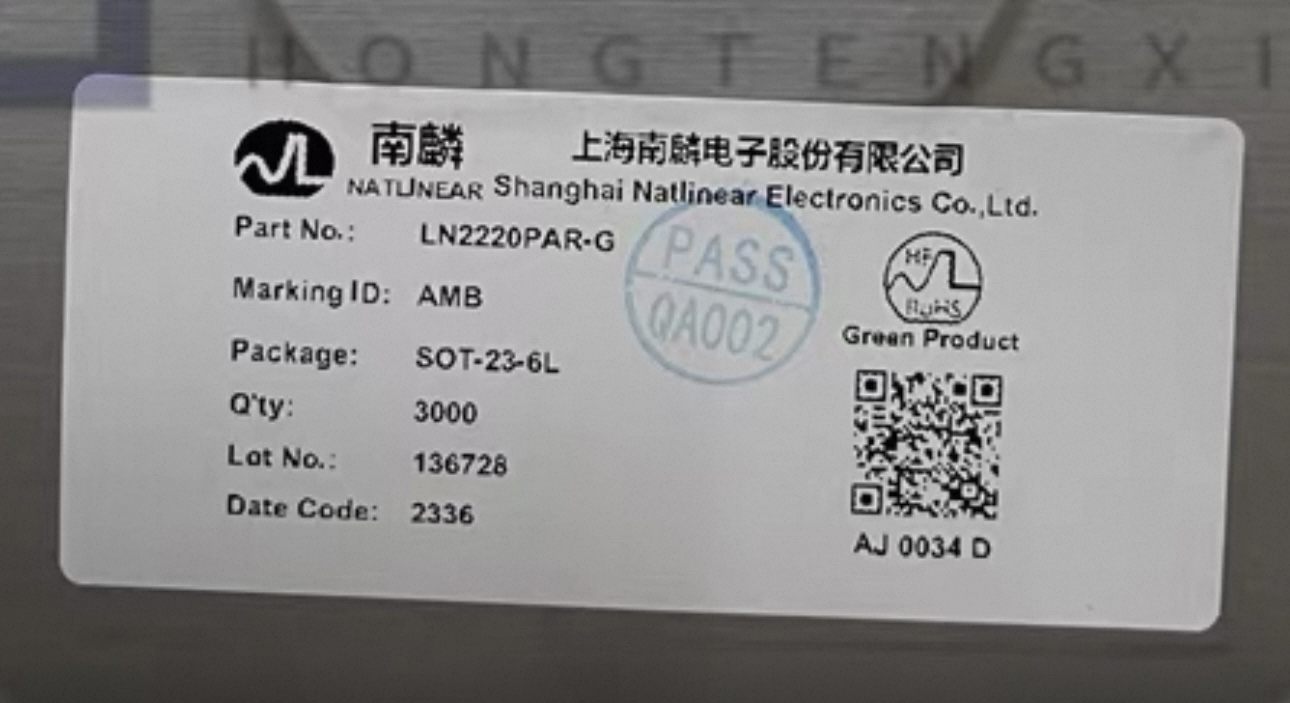 HONGTENGXI
南麟 上海南麟电子股份有限公司
NATLINEAR Shanghai Natlinear Electronics Co.,Ltd.
Part No.: LN2220PAR-G
PASS
QA002
HF
RoHS
Marking ID: AMB
Green Product
Package: SOT-23-6L
Q'ty: 3000
Lot No.: 136728
Date Code: 2336
AJ 0034 D